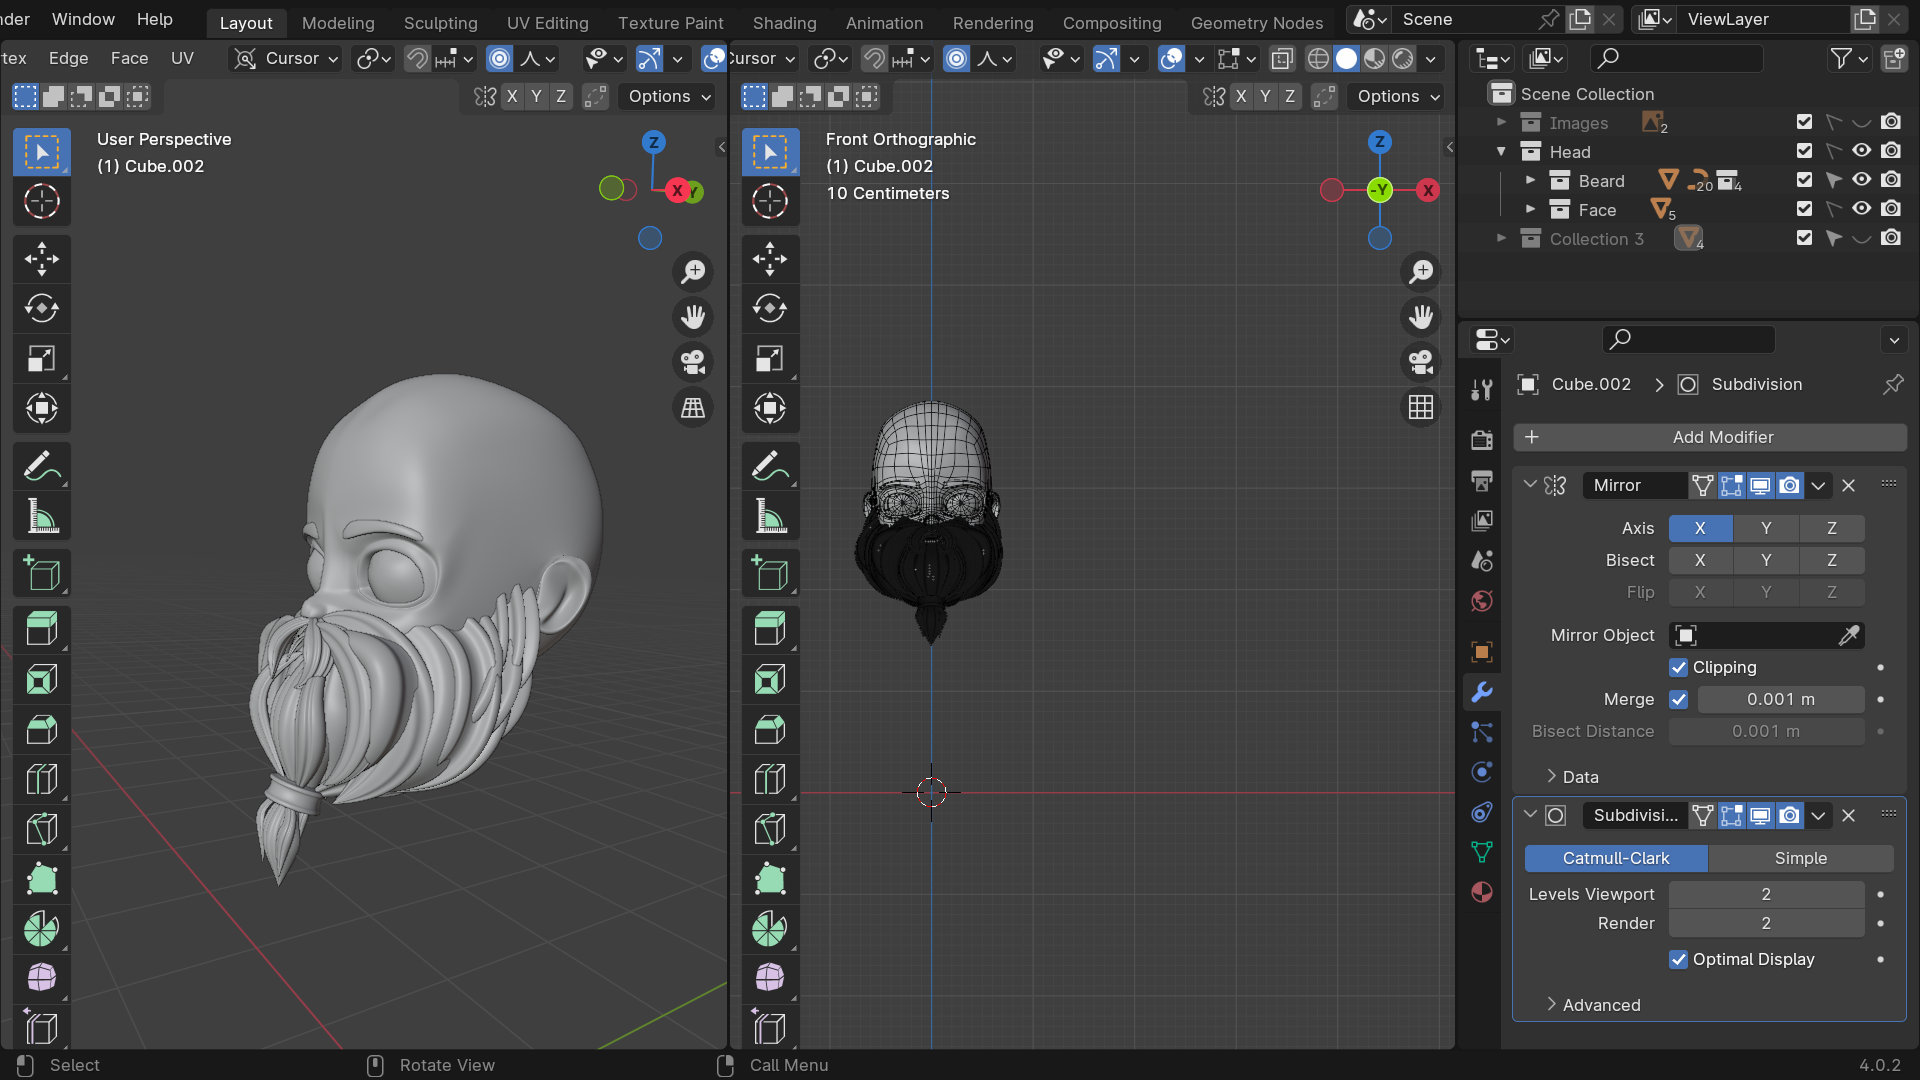 nder Window Help Layout Modeling Sculpting UV Editing Texture Paint Shading Animation Rendering Compositing Geometry Nodes Scene ViewLayer
tex Edge Face UV Cursor
X Y Z Options
User Perspective
(1) Cube.002
Z
X Y
Cursor
X Y Z Options
Front Orthographic
(1) Cube.002
10 Centimeters
Z
-Y X
Scene Collection
Images 2
Head
Beard 20 4
Face 5
Collection 3 4
Cube.002 Subdivision
Add Modifier
Mirror
Axis X Y Z
Bisect X Y Z
Flip X Y Z
Mirror Object
Clipping
Merge 0.001 m
Bisect Distance 0.001 m
Data
Subdivisi...
Catmull-Clark Simple
Levels Viewport 2
Render 2
Optimal Display
Advanced
Select Rotate View Call Menu 4.0.2